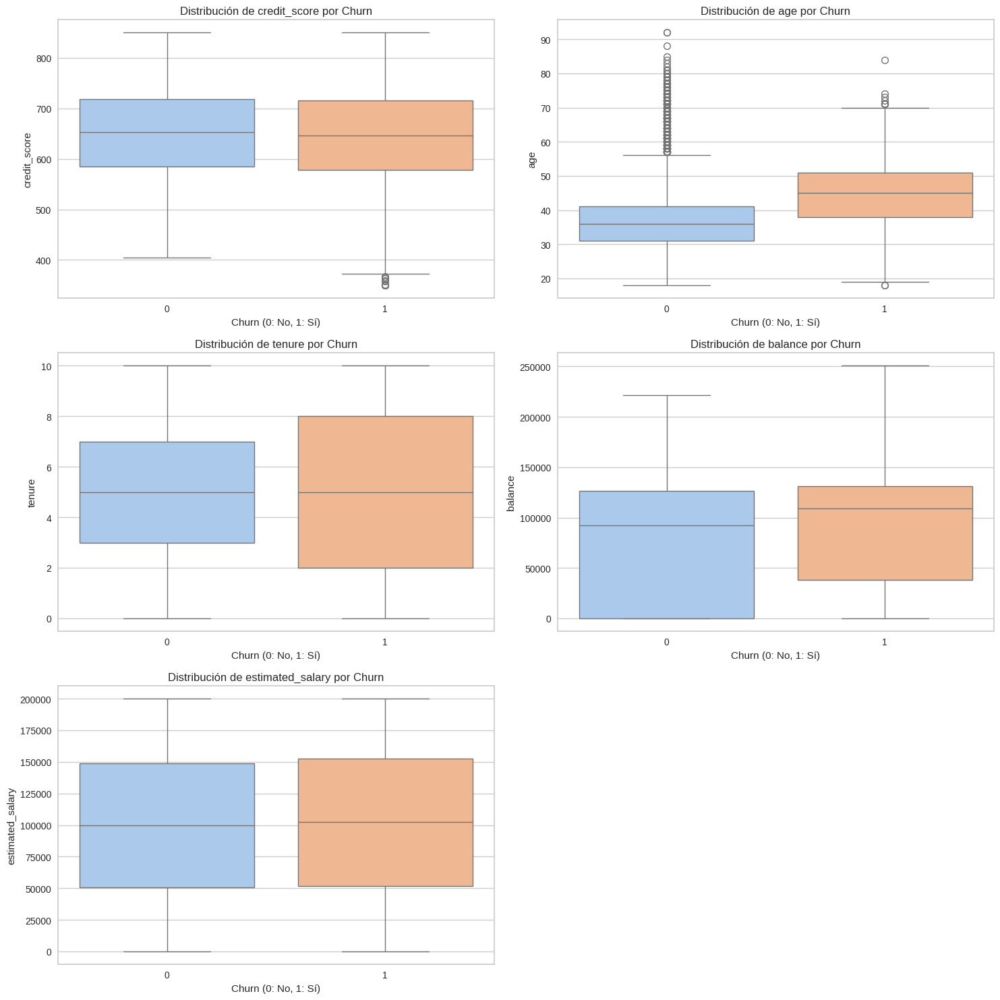 Distribución de credit_score por Churn
800
700
600
500
400
credit_score
0
1
Churn (0: No, 1: Sí)
Distribución de age por Churn
90
80
70
60
50
40
30
20
age
0
1
Churn (0: No, 1: Sí)
Distribución de tenure por Churn
10
8
6
4
2
0
tenure
0
1
Churn (0: No, 1: Sí)
Distribución de balance por Churn
250000
200000
150000
100000
50000
0
balance
0
1
Churn (0: No, 1: Sí)
Distribución de estimated_salary por Churn
200000
175000
150000
125000
100000
75000
50000
25000
0
estimated_salary
0
1
Churn (0: No, 1: Sí)